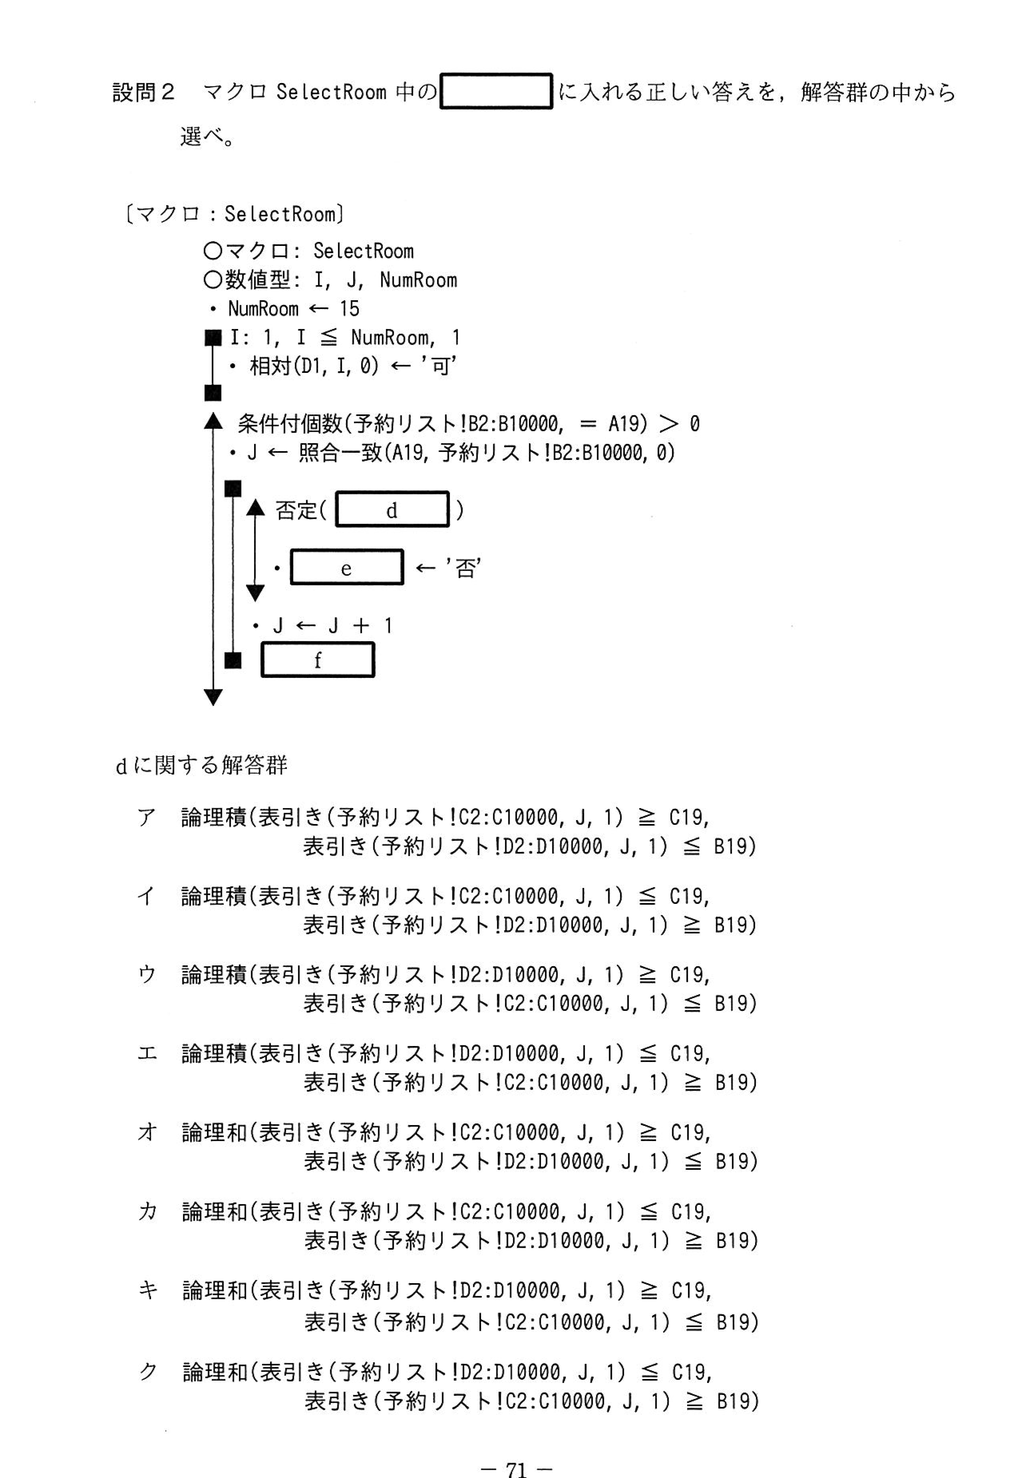 設問2 マクロ SelectRoom 中の に入れる正しい答えを，解答群の中から
選べ。
〔マクロ：SelectRoom〕
○マクロ: SelectRoom
○数値型: I, J, NumRoom
・NumRoom ← 15
■ I: 1, I ≦ NumRoom, 1
・相対(D1, I, 0) ← '可'
■
▲ 条件付個数(予約リスト!B2:B10000, ＝ A19) ＞ 0
・J ← 照合一致(A19, 予約リスト!B2:B10000, 0)
■
▲ 否定( d )
・ e ← '否'
▼
・J ← J ＋ 1
■ f
▼
dに関する解答群
ア 論理積(表引き(予約リスト!C2:C10000, J, 1) ≧ C19,
表引き(予約リスト!D2:D10000, J, 1) ≦ B19)
イ 論理積(表引き(予約リスト!C2:C10000, J, 1) ≦ C19,
表引き(予約リスト!D2:D10000, J, 1) ≧ B19)
ウ 論理積(表引き(予約リスト!D2:D10000, J, 1) ≧ C19,
表引き(予約リスト!C2:C10000, J, 1) ≦ B19)
エ 論理積(表引き(予約リスト!D2:D10000, J, 1) ≦ C19,
表引き(予約リスト!C2:C10000, J, 1) ≧ B19)
オ 論理和(表引き(予約リスト!C2:C10000, J, 1) ≧ C19,
表引き(予約リスト!D2:D10000, J, 1) ≦ B19)
カ 論理和(表引き(予約リスト!C2:C10000, J, 1) ≦ C19,
表引き(予約リスト!D2:D10000, J, 1) ≧ B19)
キ 論理和(表引き(予約リスト!D2:D10000, J, 1) ≧ C19,
表引き(予約リスト!C2:C10000, J, 1) ≦ B19)
ク 論理和(表引き(予約リスト!D2:D10000, J, 1) ≦ C19,
表引き(予約リスト!C2:C10000, J, 1) ≧ B19)
－ 71 －